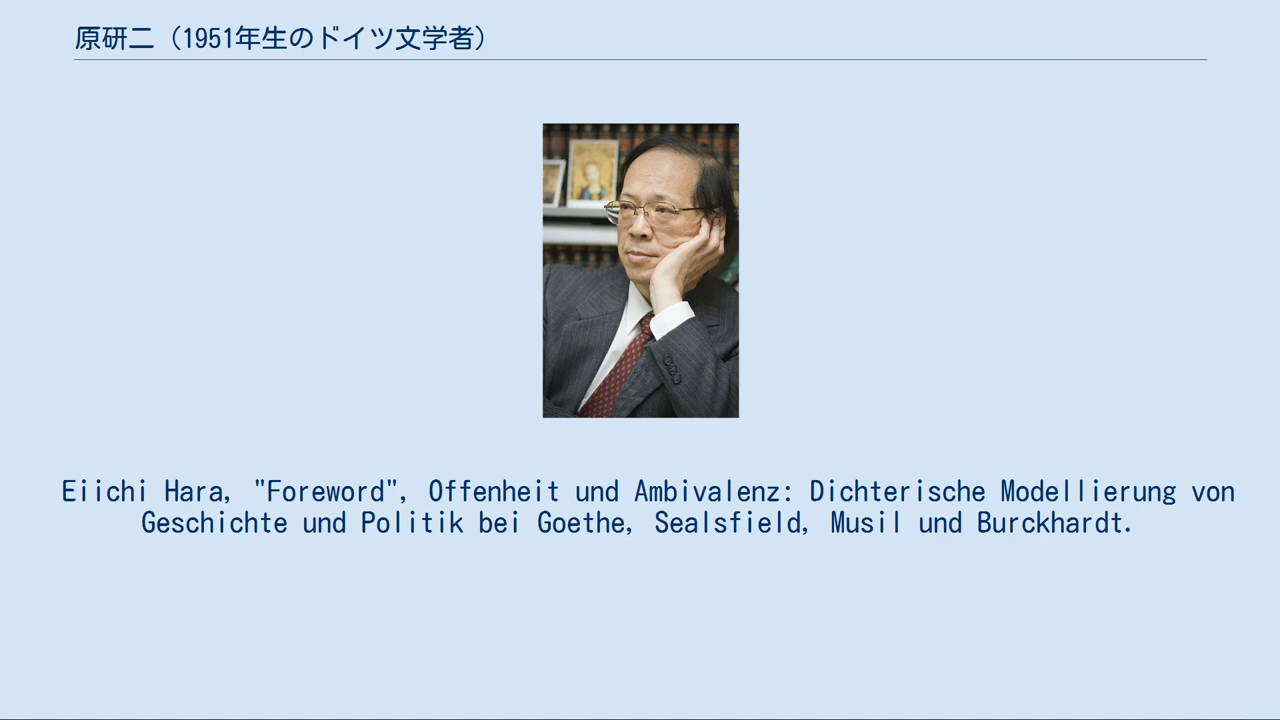 原研二（1951年生のドイツ文学者）
Eiichi Hara, "Foreword", Offenheit und Ambivalenz: Dichterische Modellierung von
Geschichte und Politik bei Goethe, Sealsfield, Musil und Burckhardt.